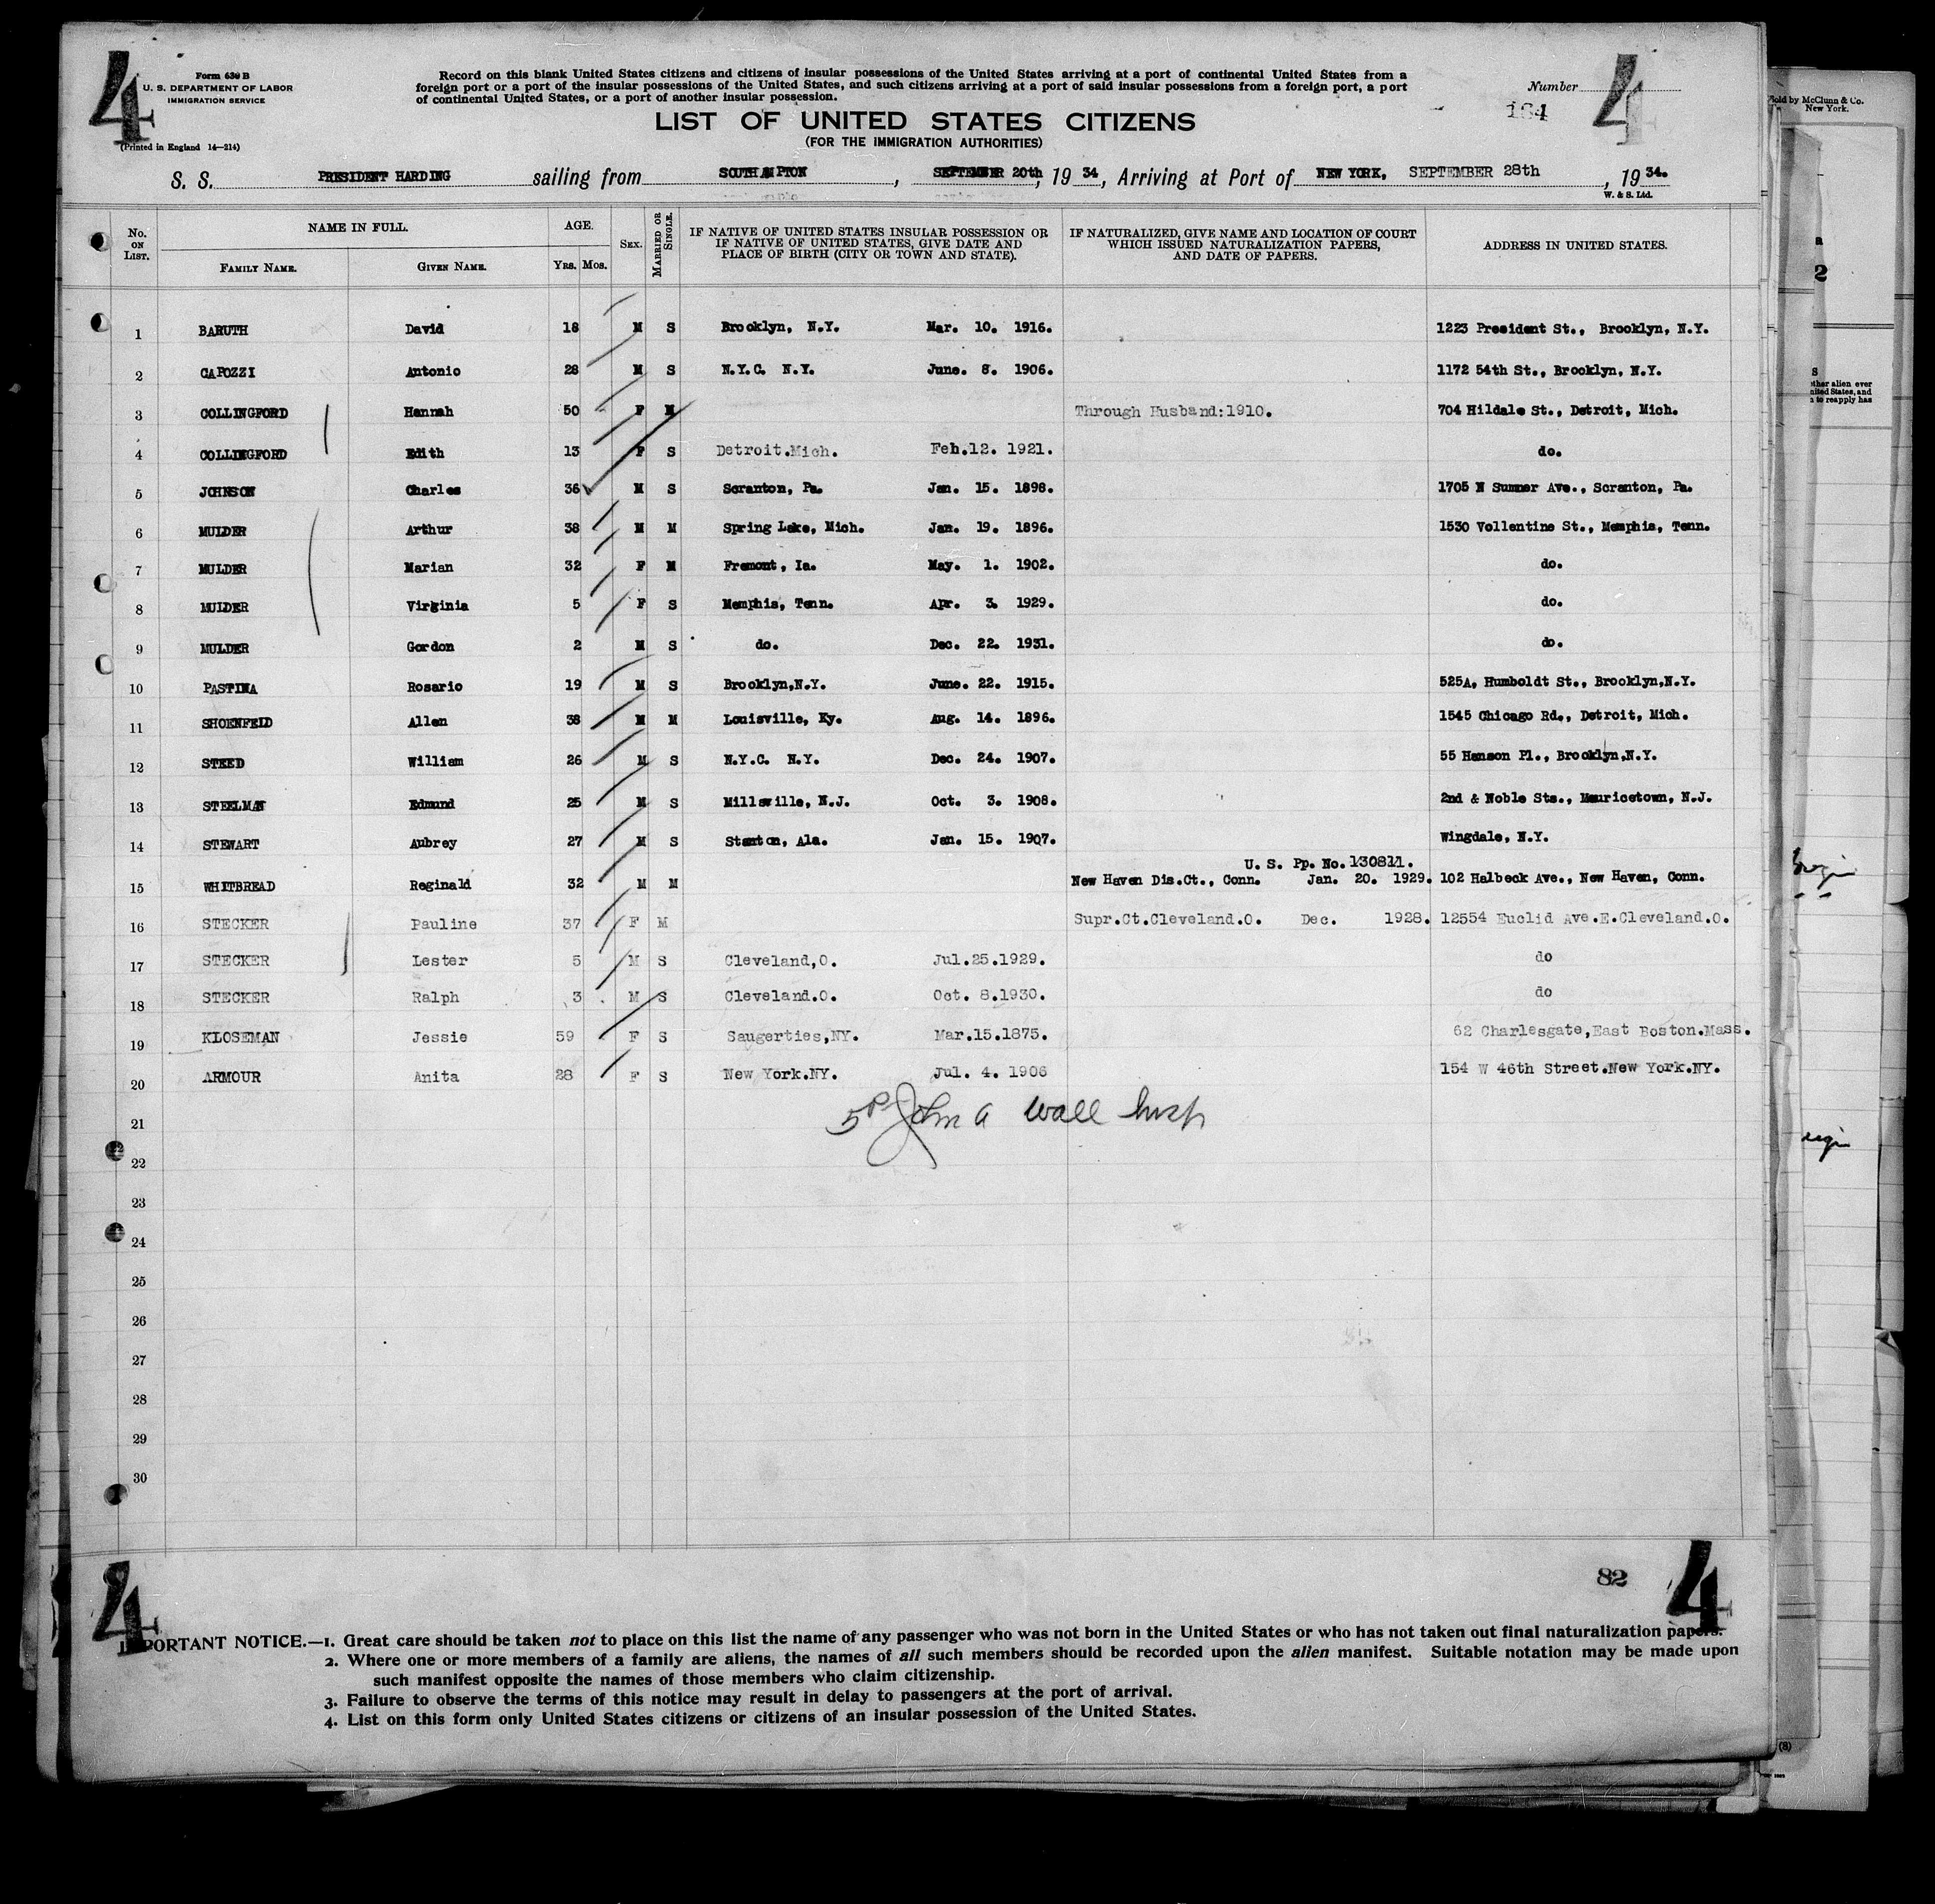 4
Form 630 B
U. S. DEPARTMENT OF LABOR
IMMIGRATION SERVICE
(Printed in England 14—214)
Record on this blank United States citizens and citizens of insular possessions of the United States arriving at a port of continental United States from a
foreign port or a port of the insular possessions of the United States, and such citizens arriving at a port of said insular possessions from a foreign port, a port
of continental United States, or a port of another insular possession.
Number
184
4
LIST OF UNITED STATES CITIZENS
(FOR THE IMMIGRATION AUTHORITIES)
S. S. PRESIDENT HARDING sailing from SOUTHAMPTON, SEPTEMBER 20th, 19 34, Arriving at Port of NEW YORK, SEPTEMBER 28th, 19 34.
W. & S. Ltd.
No. ON LIST. NAME IN FULL. AGE. SEX. MARRIED OR SINGLE. IF NATIVE OF UNITED STATES INSULAR POSSESSION OR IF NATIVE OF UNITED STATES, GIVE DATE AND PLACE OF BIRTH (CITY OR TOWN AND STATE). IF NATURALIZED, GIVE NAME AND LOCATION OF COURT WHICH ISSUED NATURALIZATION PAPERS, AND DATE OF PAPERS. ADDRESS IN UNITED STATES.
FAMILY NAME. GIVEN NAME. YRS. MOS.
1 BARUTH David 18 M S Brooklyn, N.Y. Mar. 10. 1916. 1223 President St., Brooklyn, N.Y.
2 CAPOZZI Antonio 28 M S N.Y.C. N.Y. June. 8. 1906. 1172 54th St., Brooklyn, N.Y.
3 COLLINGFORD Hannah 50 F M Through Husband:1910. 704 Hildale St., Detroit, Mich.
4 COLLINGFORD Edith 13 F S Detroit.Mich. Feb.12. 1921. do.
5 JOHNSON Charles 36 M S Scranton, Pa. Jan. 15. 1898. 1705 N Sumner Ave., Scranton, Pa.
6 MULDER Arthur 38 M M Spring Lake, Mich. Jan. 19. 1896. 1530 Vollentine St., Memphis, Tenn.
7 MULDER Marian 32 F M Fremont, Ia. May. 1. 1902. do.
8 MULDER Virginia 5 F S Memphis, Tenn. Apr. 3. 1929. do.
9 MULDER Gordon 2 M S do. Dec. 22. 1931. do.
10 PASTINA Rosario 19 M S Brooklyn,N.Y. June. 22. 1915. 525A, Humboldt St., Brooklyn,N.Y.
11 SHOENFEID Allen 38 M M Louisville, Ky. Aug. 14. 1896. 1545 Chicago Rd., Detroit, Mich.
12 STEED William 26 M S N.Y.C. N.Y. Dec. 24. 1907. 55 Hanson Pl., Brooklyn,N.Y.
13 STEELMAN Edmund 25 M S Millsville, N.J. Oct. 3. 1908. 2nd & Noble Sts., Mauricetown, N.J.
14 STEWART Aubrey 27 M S Stanton, Ala. Jan. 15. 1907. Wingdale, N.Y.
U. S. Pp. No.130811.
15 WHITBREAD Reginald 32 M M New Haven Dis.Ct., Conn. Jan. 20. 1929. 102 Halbeck Ave., New Haven, Conn.
16 STECKER Pauline 37 F M Supr.Ct.Cleveland.O. Dec. 1928. 12554 Euclid Ave.E.Cleveland.O.
17 STECKER Lester 5 M S Cleveland,O. Jul.25.1929. do
18 STECKER Ralph 3 M S Cleveland.O. Oct. 8.1930. do
19 KLOSEMAN Jessie 59 F S Saugerties,NY. Mar.15.1875. 62 Charlesgate,East Boston.Mass.
20 ARMOUR Anita 28 F S New York.NY. Jul. 4. 1906 154 W 46th Street.New York.NY.
John A Wall Insp
21
22
23
24
25
26
27
28
29
30
82
4
4
IMPORTANT NOTICE.—1. Great care should be taken not to place on this list the name of any passenger who was not born in the United States or who has not taken out final naturalization papers.
2. Where one or more members of a family are aliens, the names of all such members should be recorded upon the alien manifest. Suitable notation may be made upon
such manifest opposite the names of those members who claim citizenship.
3. Failure to observe the terms of this notice may result in delay to passengers at the port of arrival.
4. List on this form only United States citizens or citizens of an insular possession of the United States.
Sold by McClunn & Co.
New York.
2
ther alien ever
nited States, and
n to reapply has
(8)